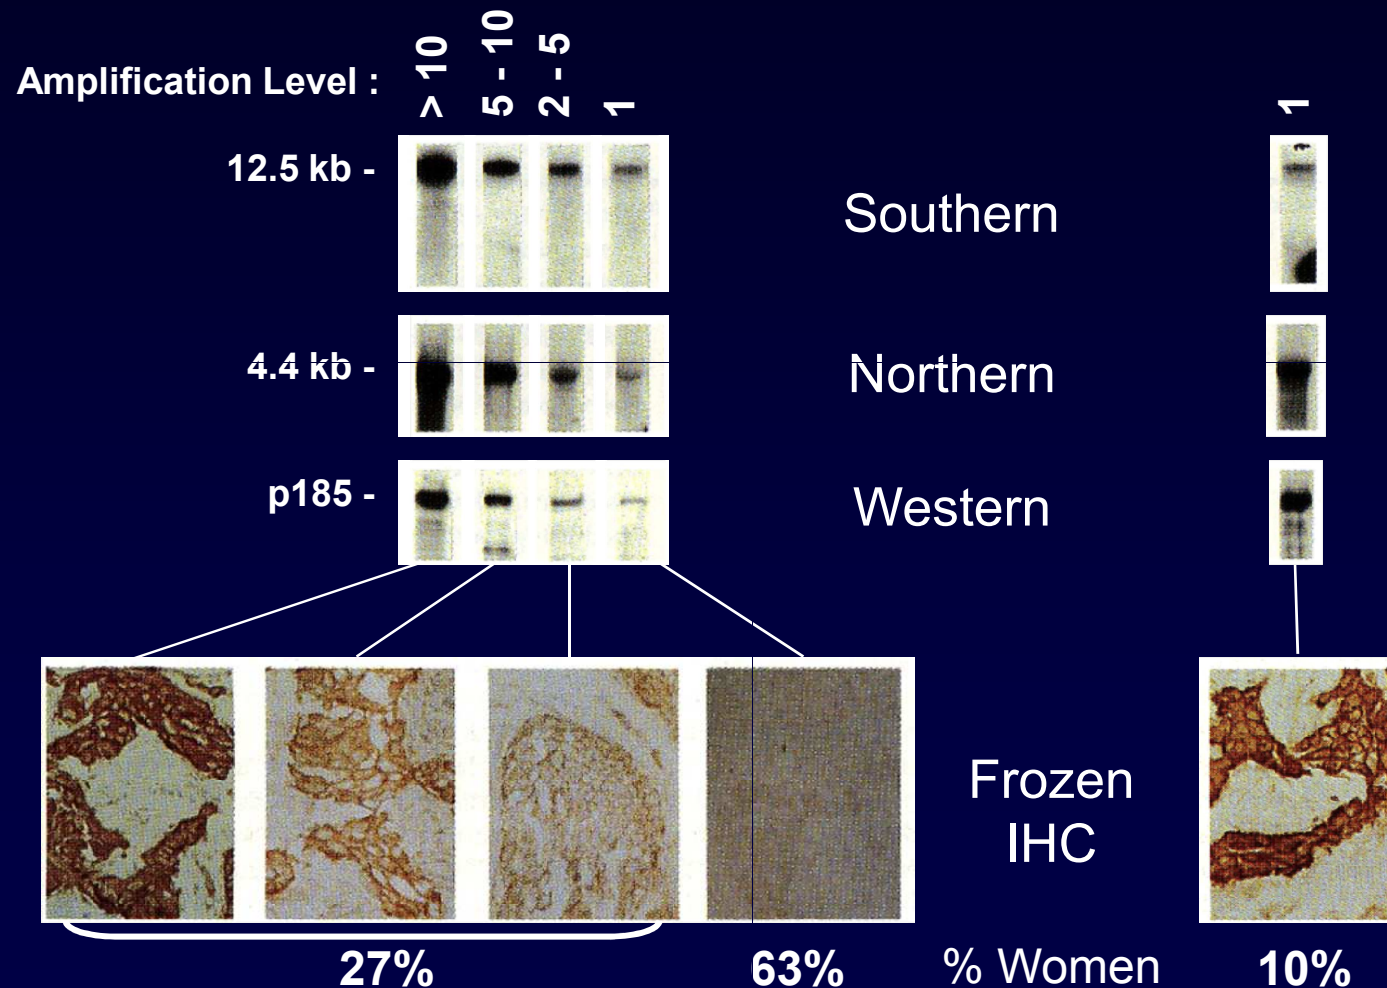 Amplification Level :
> 10
5 - 10
2 - 5
1
1
12.5 kb -
Southern
4.4 kb -
Northern
p185 -
Western
Frozen
IHC
27%
63%
% Women
10%